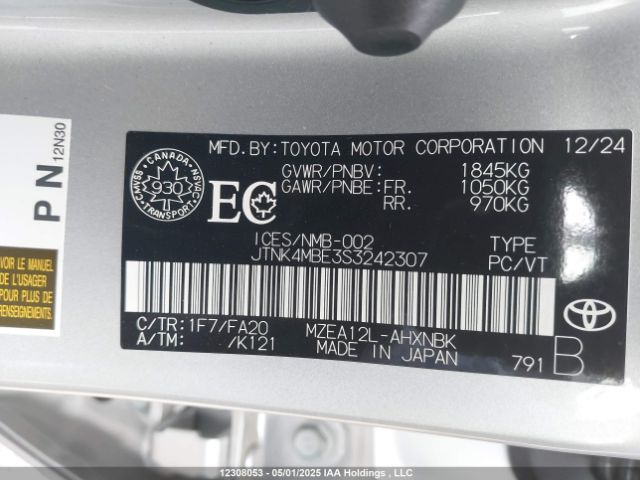 P N
12N30
VOIR LE MANUEL
DE L'USAGER
POUR PLUS DE
RENSEIGNEMENTS.
MFD.BY: TOYOTA MOTOR CORPORATION 12/24
CANADA
CMVSS
NSVAC
930
TRANSPORT
EC
GVWR/PNBV: 1845KG
GAWR/PNBE: FR. 1050KG
RR. 970KG
ICES/NMB-002
JTNK4MBE3S3242307
TYPE
PC/VT
C/TR: 1F7/FA20
A/TM: /K121
MZEA12L-AHXNBK
MADE IN JAPAN
791 B
12308053 - 05/01/2025 IAA Holdings , LLC